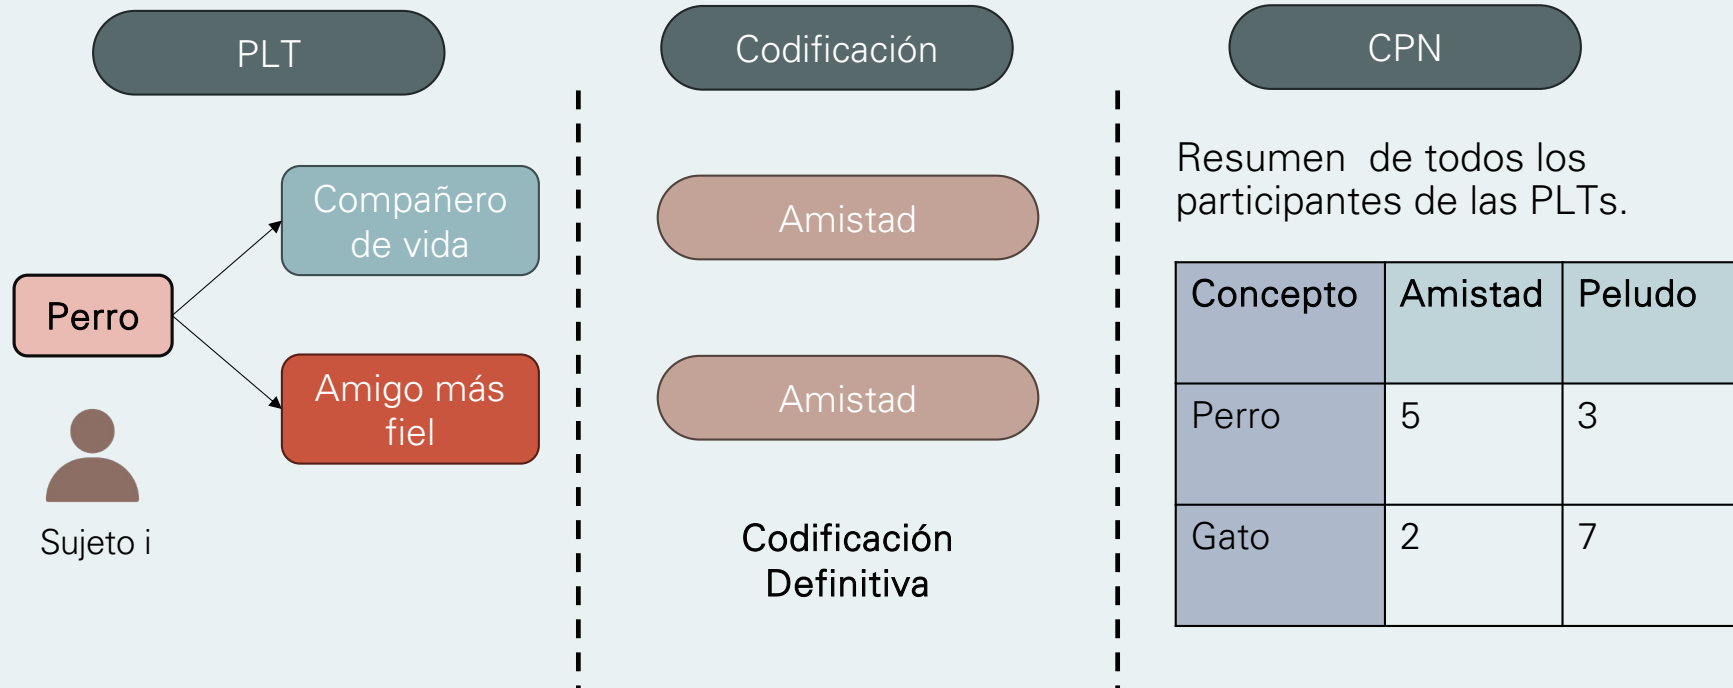 PLT
Codificación
CPN
Compañero
de vida
Perro
Amigo más
fiel
Sujeto i
Amistad
Amistad
Codificación
Definitiva
Resumen de todos los
participantes de las PLTs.
Concepto Amistad Peludo
Perro 5 3
Gato 2 7